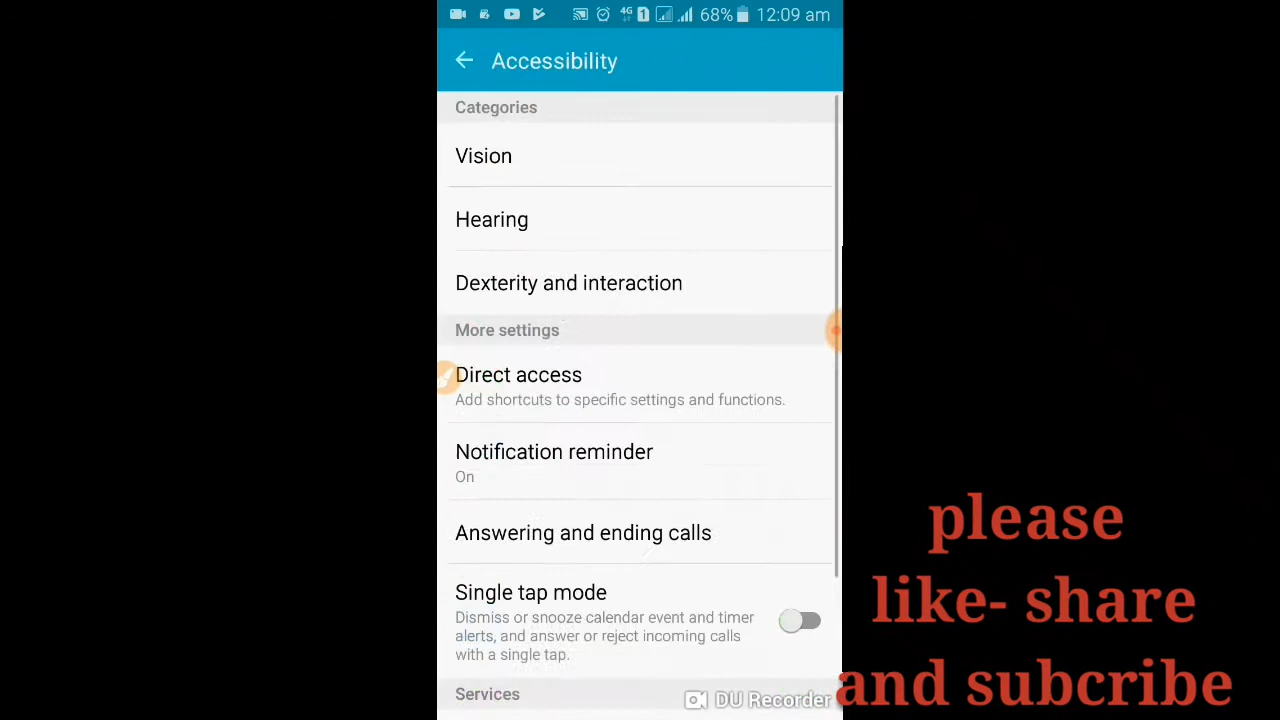 4G 1 68% 12:09 am
Accessibility
Categories
Vision
Hearing
Dexterity and interaction
More settings
Direct access
Add shortcuts to specific settings and functions.
Notification reminder
On
Answering and ending calls
Single tap mode
Dismiss or snooze calendar event and timer
alerts, and answer or reject incoming calls
with a single tap.
Services
DU Recorder
please
like- share
and subcribe